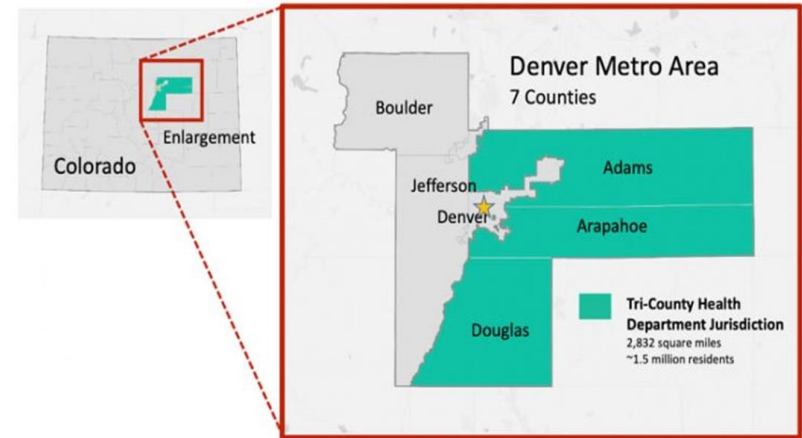 Enlargement
Colorado
Denver Metro Area
7 Counties
Boulder
Jefferson
Denver
Adams
Arapahoe
Douglas
Tri-County Health
Department Jurisdiction
2,832 square miles
~1.5 million residents